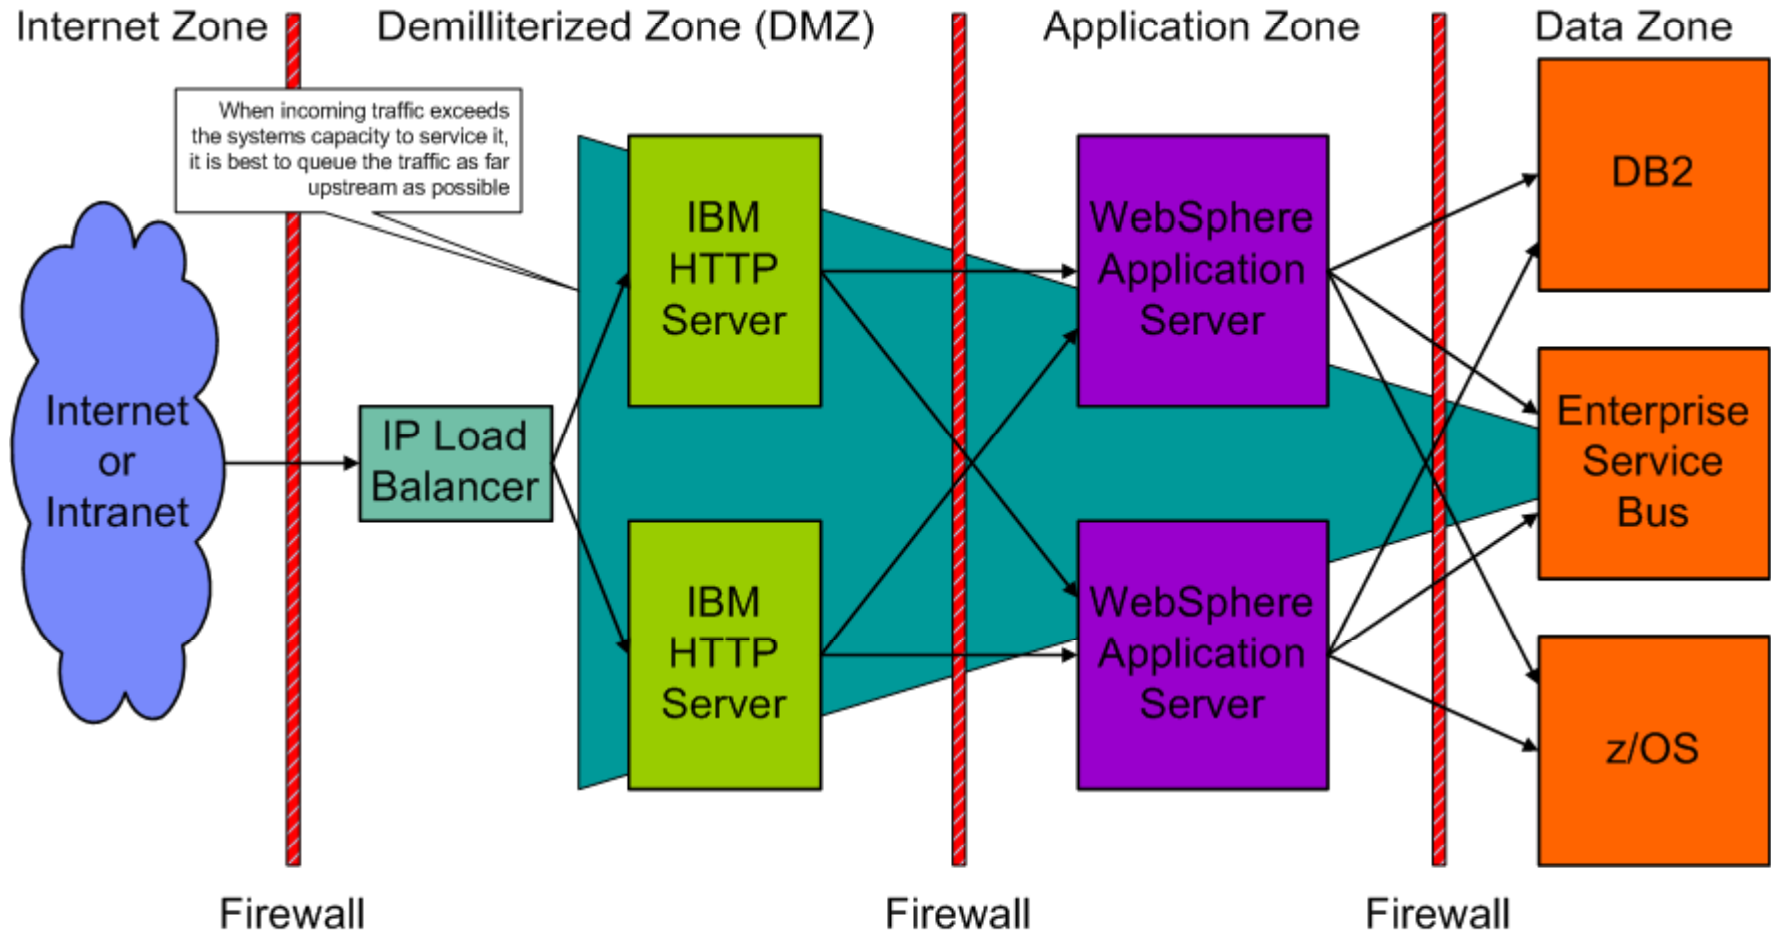 Internet Zone
Demilliterized Zone (DMZ)
Application Zone
Data Zone
When incoming traffic exceeds
the systems capacity to service it,
it is best to queue the traffic as far
upstream as possible
Internet
or
Intranet
IP Load
Balancer
IBM
HTTP
Server
IBM
HTTP
Server
WebSphere
Application
Server
WebSphere
Application
Server
DB2
Enterprise
Service
Bus
z/OS
Firewall
Firewall
Firewall